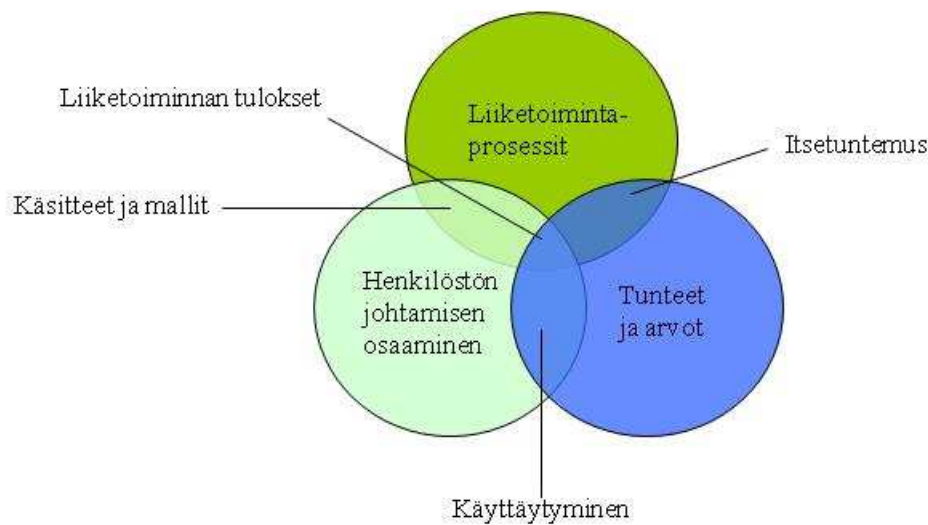 Liiketoiminnan tulokset
Liiketoiminta-
prosessit
Itsetuntemus
Käsitteet ja mallit
Henkilöstön
johtamisen
osaaminen
Tunteet
ja arvot
Käyttäytyminen